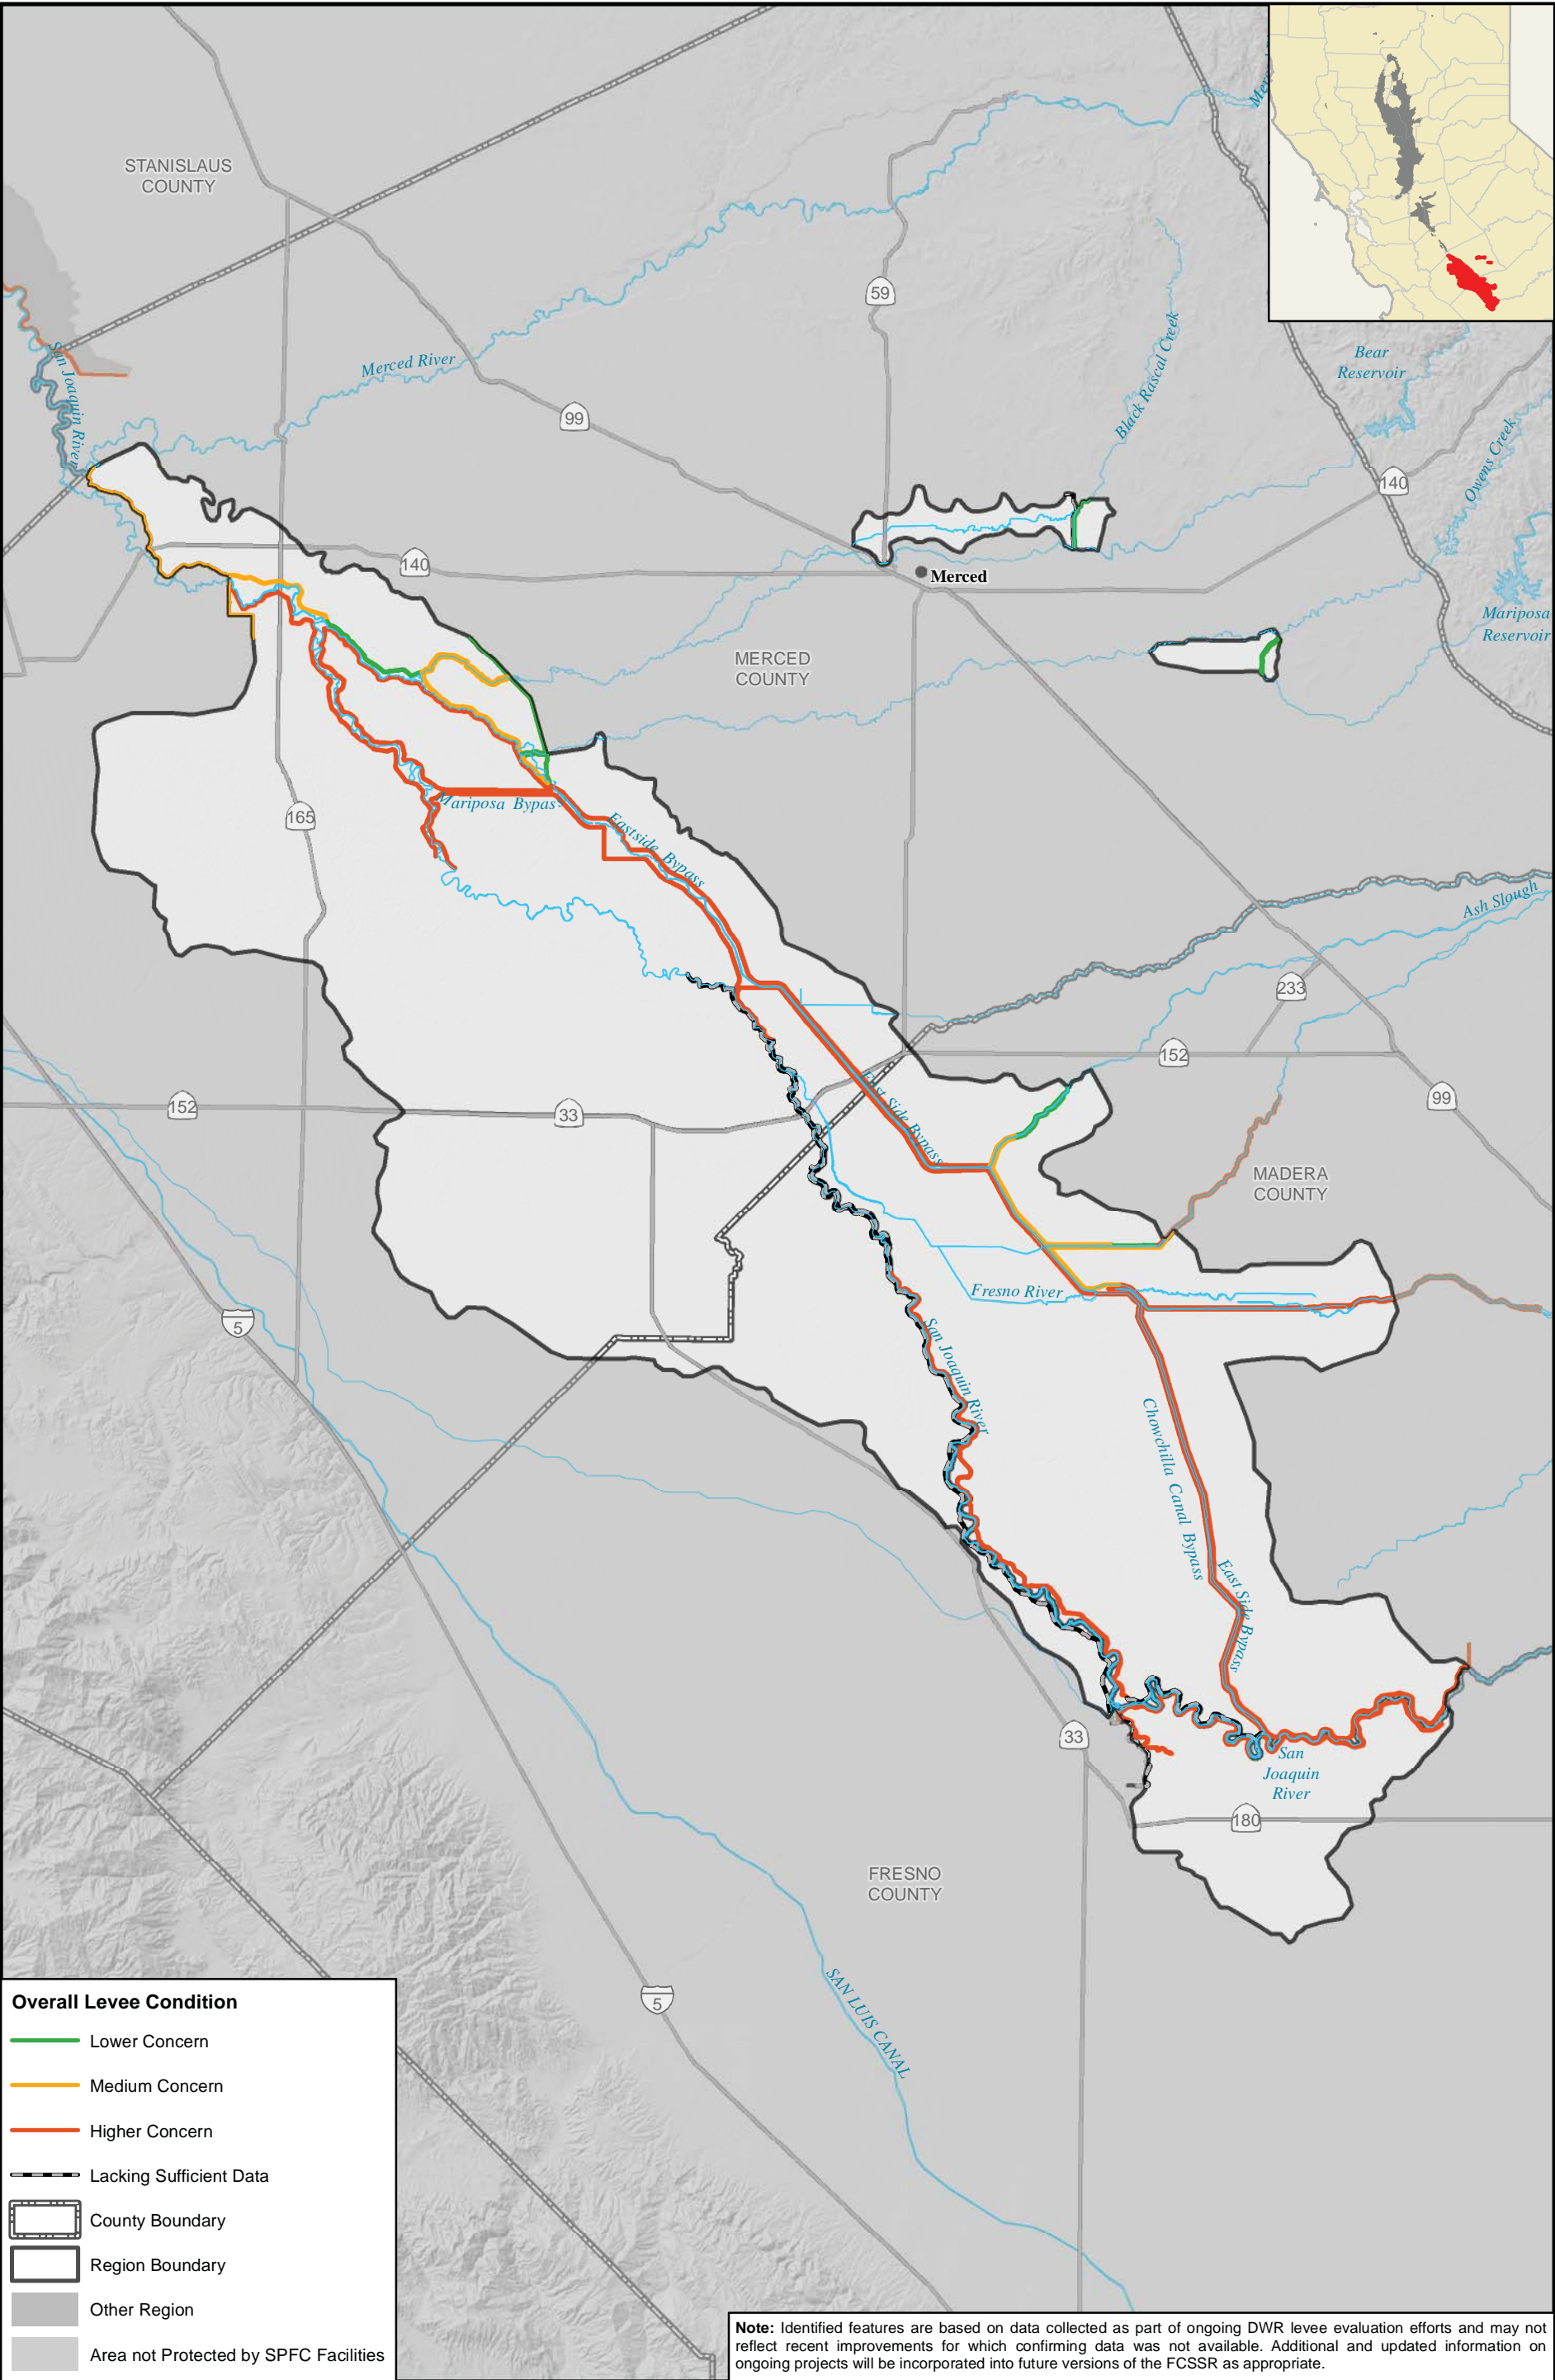 STANISLAUS
COUNTY
Mer
59
Bear
Reservoir
San Joaquin River
Merced River
Black Rascal Creek
99
Owens Creek
140
140
Merced
Mariposa
Reservoir
MERCED
COUNTY
Mariposa Bypas
165
Eastside Bypass
Ash Slough
233
152
99
152
33
East Side Bypass
MADERA
COUNTY
Fresno River
5
San Joaquin River
Chowchilla Canal Bypass
East Side Bypass
33
San
Joaquin
River
180
FRESNO
COUNTY
5
SAN LUIS CANAL
Overall Levee Condition
Lower Concern
Medium Concern
Higher Concern
Lacking Sufficient Data
County Boundary
Region Boundary
Other Region
Area not Protected by SPFC Facilities
Note: Identified features are based on data collected as part of ongoing DWR levee evaluation efforts and may not
reflect recent improvements for which confirming data was not available. Additional and updated information on
ongoing projects will be incorporated into future versions of the FCSSR as appropriate.